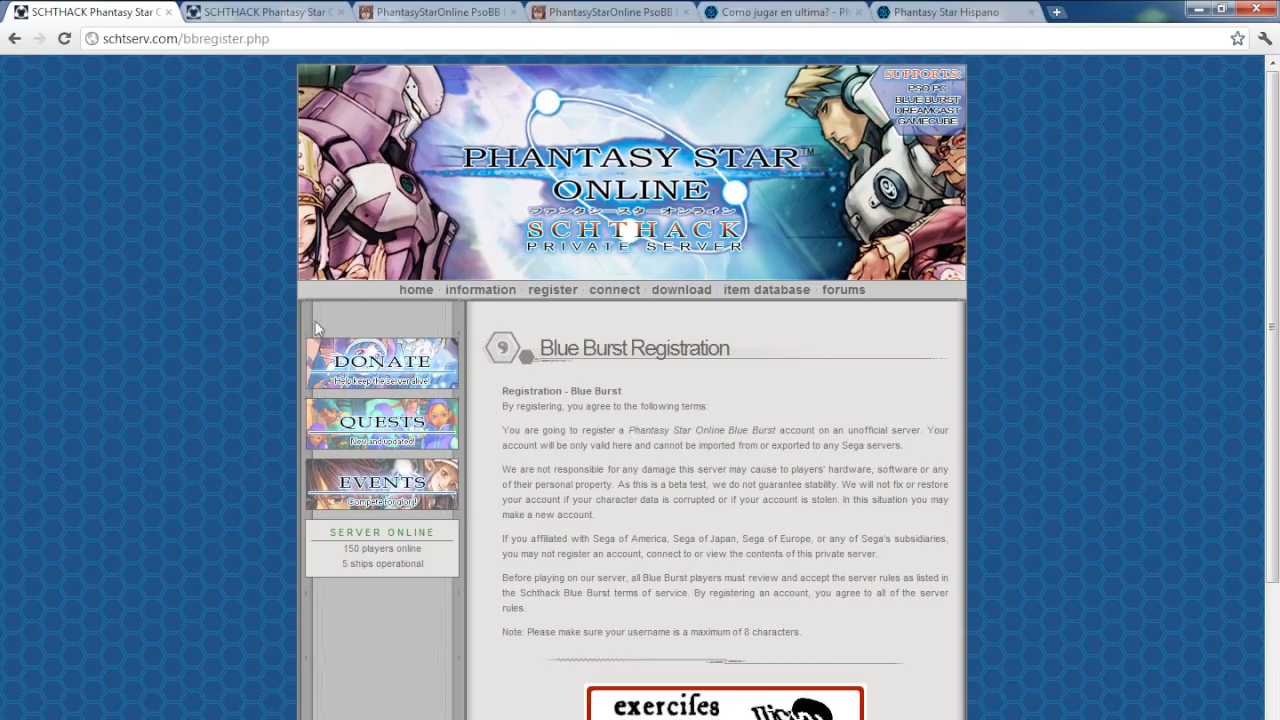 SCHTHACK Phantasy Star O
SCHTHACK Phantasy Star O
PhantasyStarOnline PsoBB
PhantasyStarOnline PsoBB
Como jugar en ultima? - Ph
Phantasy Star Hispano
schtserv.com/bbregister.php
SUPPORTS:
PSO PC
BLUE BURST
DREAMCAST
GAMECUBE
PHANTASY STAR™
ONLINE
ファンタシースターオンライン
SCHTHACK
PRIVATE SERVER
home · information · register · connect · download · item database · forums
DONATE
Help keep the server alive!
QUESTS
New and updated!
EVENTS
Compete for glory!
SERVER ONLINE
150 players online
5 ships operational
Blue Burst Registration
Registration - Blue Burst
By registering, you agree to the following terms:
You are going to register a Phantasy Star Online Blue Burst account on an unofficial server. Your
account will be only valid here and cannot be imported from or exported to any Sega servers.
We are not responsible for any damage this server may cause to players' hardware, software or any
of their personal property. As this is a beta test, we do not guarantee stability. We will not fix or restore
your account if your character data is corrupted or if your account is stolen. In this situation you may
make a new account.
If you affiliated with Sega of America, Sega of Japan, Sega of Europe, or any of Sega's subsidiaries,
you may not register an account, connect to or view the contents of this private server.
Before playing on our server, all Blue Burst players must review and accept the server rules as listed in
the Schthack Blue Burst terms of service. By registering an account, you agree to all of the server
rules.
Note: Please make sure your username is a maximum of 8 characters.
exercifes